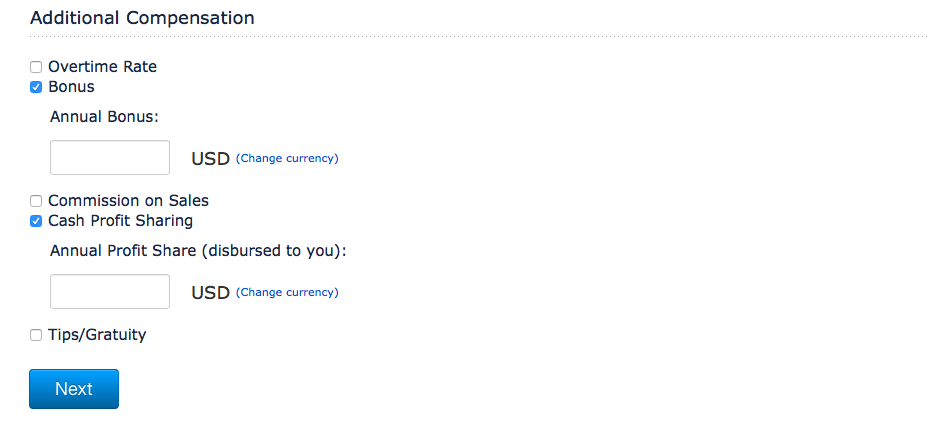 Additional Compensation
Overtime Rate
Bonus
Annual Bonus:
USD (Change currency)
Commission on Sales
Cash Profit Sharing
Annual Profit Share (disbursed to you):
USD (Change currency)
Tips/Gratuity
Next